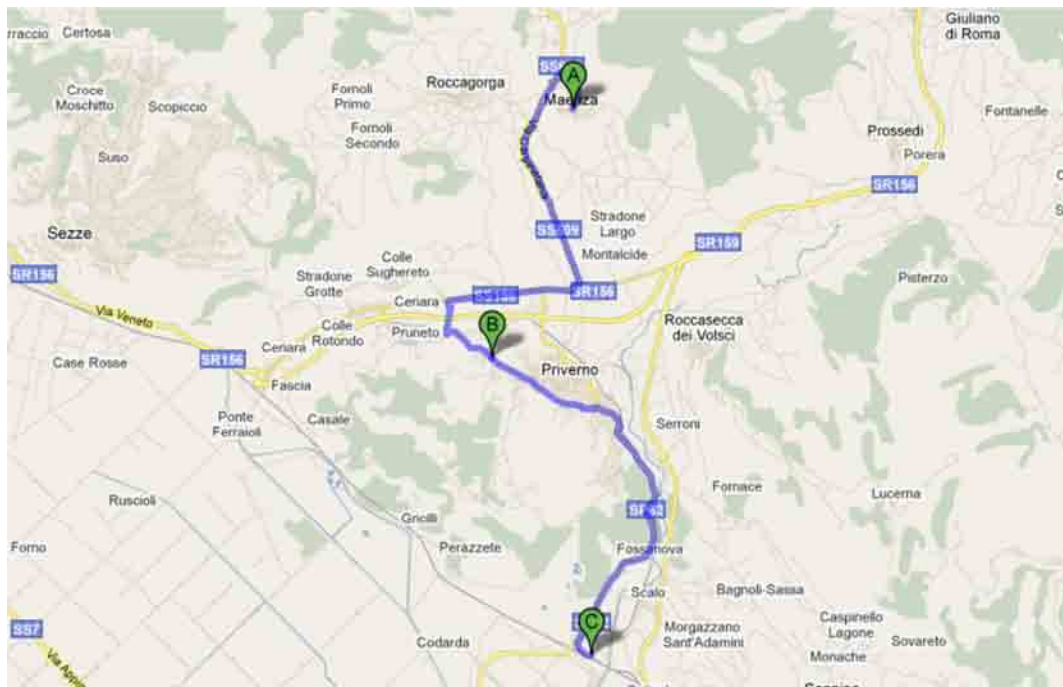 Certosa
Giuliano
di Roma
Croce
Moschitto
Scopiccio
Fornoli
Primo
Roccagorga
A
Maenza
Fontanelle
Fornoli
Secondo
Prossedi
Porera
Suso
SR156
Stradone
Largo
Sezze
SR159
Montalcide
Colle
Sughereto
SR156
Stradone
Grotte
Pisterzo
SR156
Ceriara
Via Veneto
B
Pruneto
Colle
Rotondo
Roccasecca
dei Volsci
Ceriara
Case Rosse
SR156
Priverno
Fascia
Casale
Ponte
Ferraioli
Serroni
Fornace
Ruscioli
Lucerna
Gricilli
Forno
Perazzete
Fossanova
Scalo
Bagnoli-Sassa
C
SS7
Codarda
Morgazzano
Sant'Adamini
Caspinello
Lagone
Sovareto
Monache